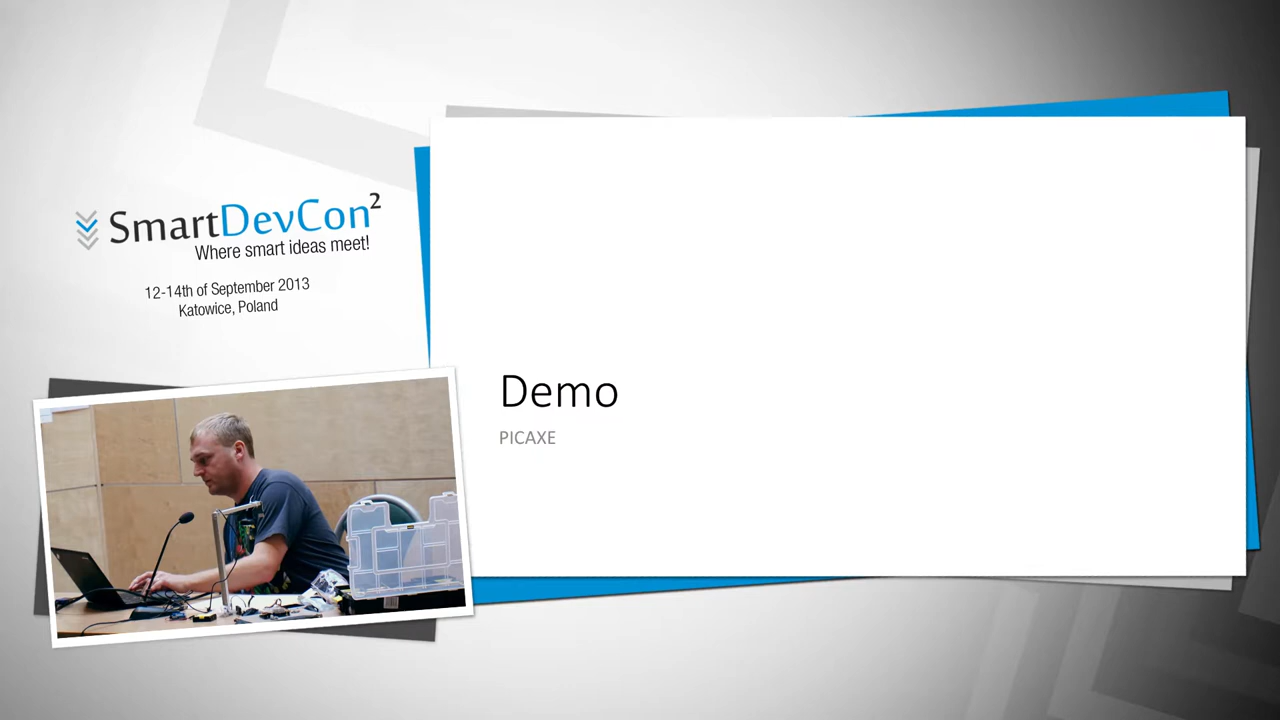 SmartDevCon²
Where smart ideas meet!
12-14th of September 2013
Katowice, Poland
Demo
PICAXE